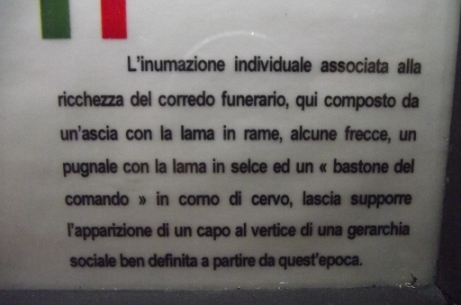 L'inumazione individuale associata alla
ricchezza del corredo funerario, qui composto da
un'ascia con la lama in rame, alcune frecce, un
pugnale con la lama in selce ed un « bastone del
comando » in corno di cervo, lascia supporre
l'apparizione di un capo al vertice di una gerarchia
sociale ben definita a partire da quest'epoca.